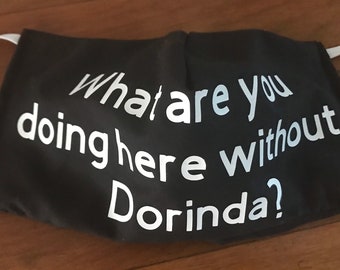 What are you
doing here without
Dorinda?